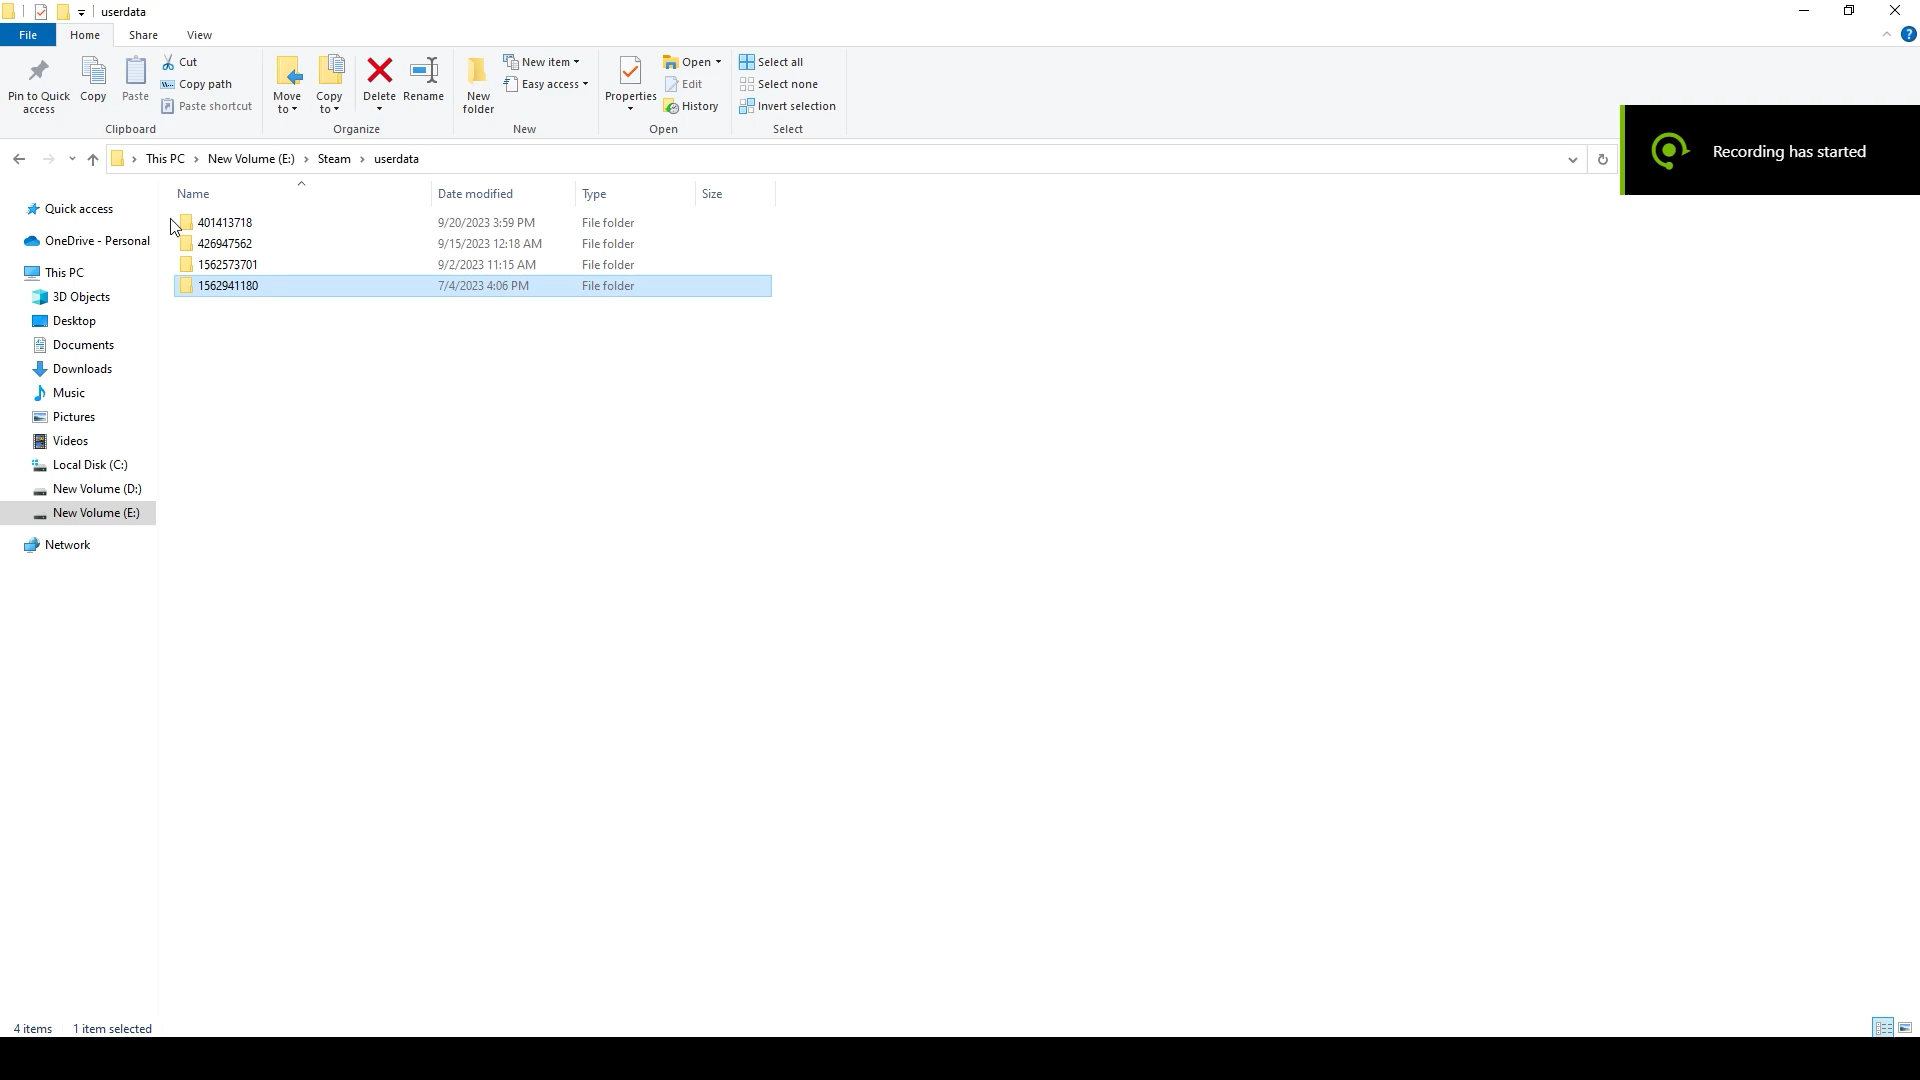 userdata
File Home Share View
Pin to Quick access
Copy
Paste
Cut
Copy path
Paste shortcut
Clipboard
Move to
Copy to
Delete
Rename
Organize
New folder
New item
Easy access
New
Properties
Open
Edit
History
Open
Select all
Select none
Invert selection
Select
Recording has started
This PC › New Volume (E:) › Steam › userdata
Name Date modified Type Size
401413718 9/20/2023 3:59 PM File folder
426947562 9/15/2023 12:18 AM File folder
1562573701 9/2/2023 11:15 AM File folder
1562941180 7/4/2023 4:06 PM File folder
Quick access
OneDrive - Personal
This PC
3D Objects
Desktop
Documents
Downloads
Music
Pictures
Videos
Local Disk (C:)
New Volume (D:)
New Volume (E:)
Network
4 items 1 item selected